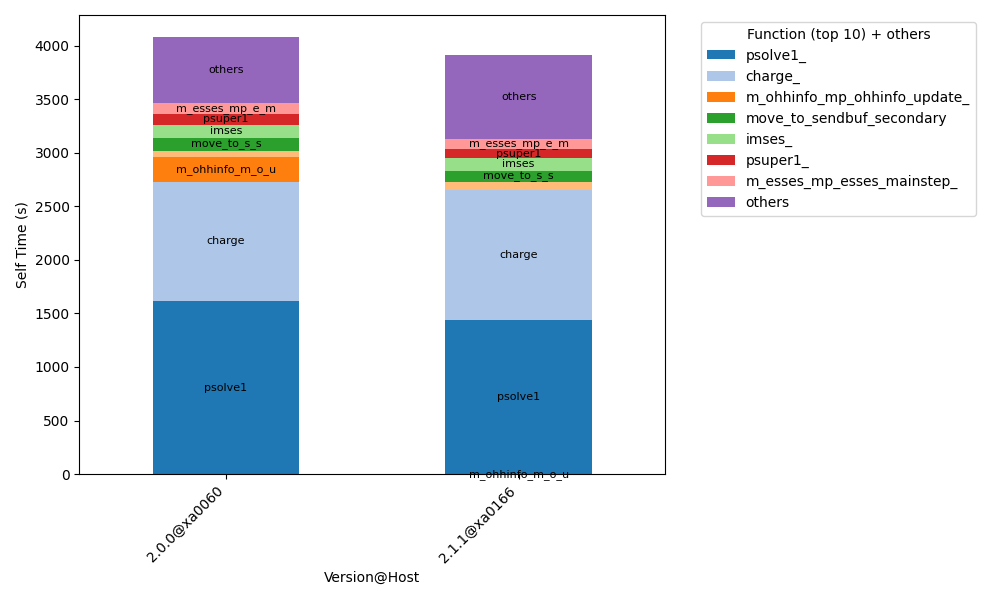 Self Time (s)
4000
3500
3000
2500
2000
1500
1000
500
0
others
m_esses_mp_e_m
psuper1
imses
move_to_s_s
m_ohhinfo_m_o_u
charge
psolve1
others
m_esses_mp_e_m
psuper1
imses
move_to_s_s
charge
psolve1
m_ohhinfo_m_o_u
2.0.0@xa0060
2.1.1@xa0166
Version@Host
Function (top 10) + others
psolve1_
charge_
m_ohhinfo_mp_ohhinfo_update_
move_to_sendbuf_secondary
imses_
psuper1_
m_esses_mp_esses_mainstep_
others